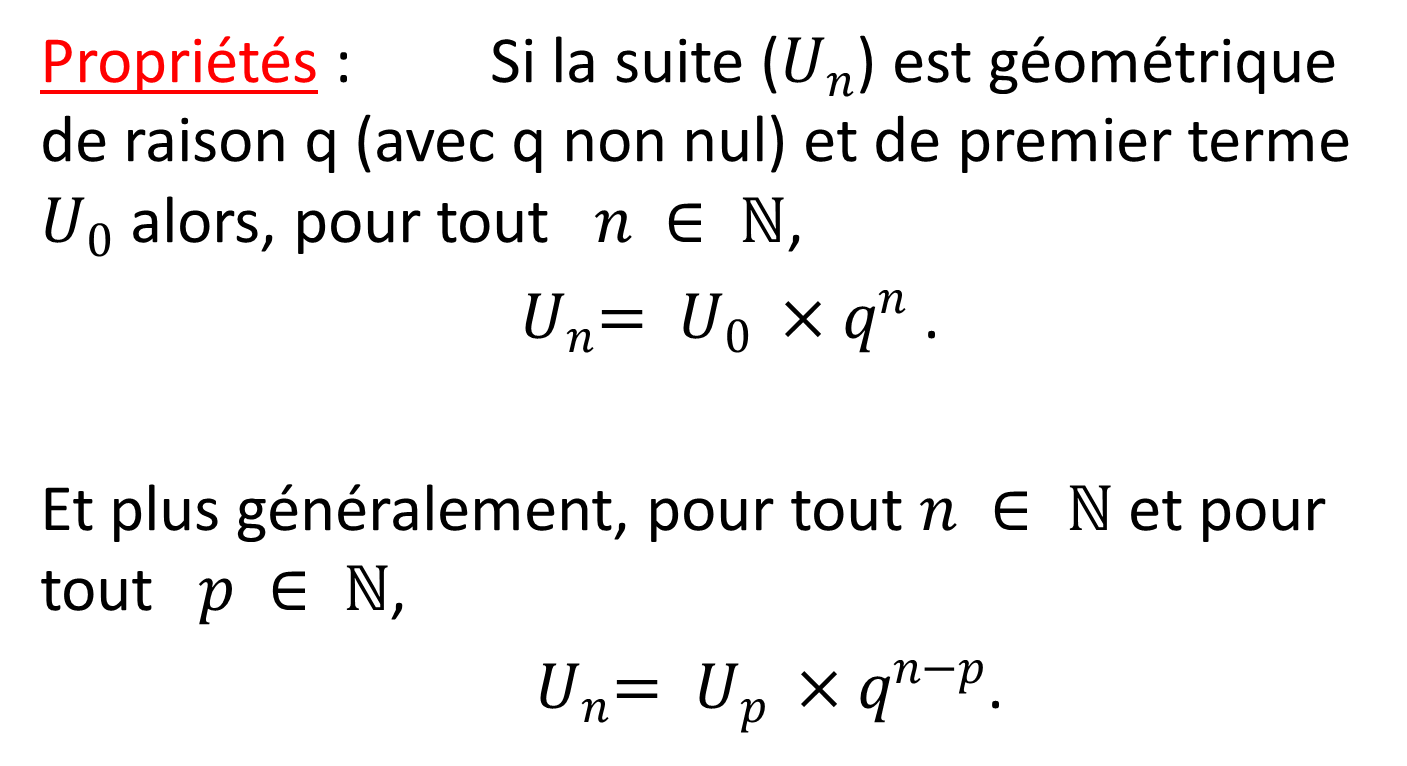 Propriétés : Si la suite (𝑈ₙ) est géométrique
de raison q (avec q non nul) et de premier terme
𝑈₀ alors, pour tout 𝑛 ∈ ℕ,
𝑈ₙ= 𝑈₀ × 𝑞ⁿ .
Et plus généralement, pour tout 𝑛 ∈ ℕ et pour
tout 𝑝 ∈ ℕ,
𝑈ₙ= 𝑈ₚ × 𝑞ⁿ⁻ᵖ.